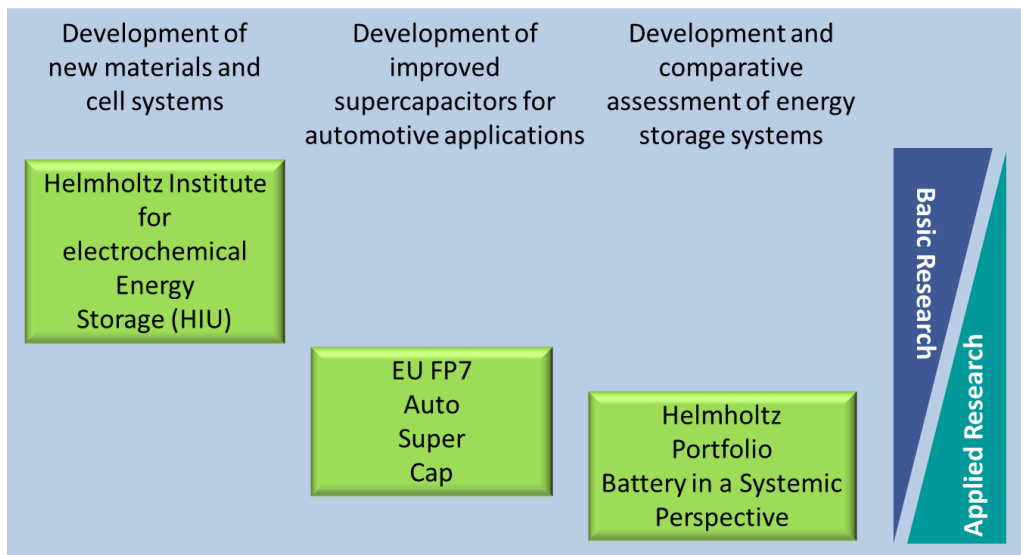 Development of
new materials and
cell systems
Development of
improved
supercapacitors for
automotive applications
Development and
comparative
assessment of energy
storage systems
Helmholtz Institute
for
electrochemical
Energy
Storage (HIU)
EU FP7
Auto
Super
Cap
Helmholtz
Portfolio
Battery in a Systemic
Perspective
Basic Research
Applied Research